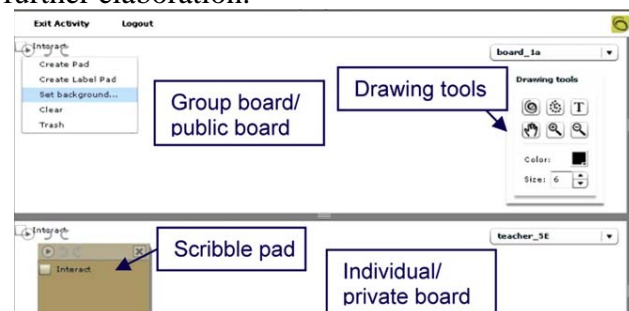 further elaboration.
Exit Activity Logout
Interact
board_1a
Create Pad
Create Label Pad
Set background...
Clear
Trash
Group board/
public board
Drawing tools
Drawing tools
T
Color:
Size: 6
Interact
teacher_5E
Interact
Scribble pad
Individual/
private board